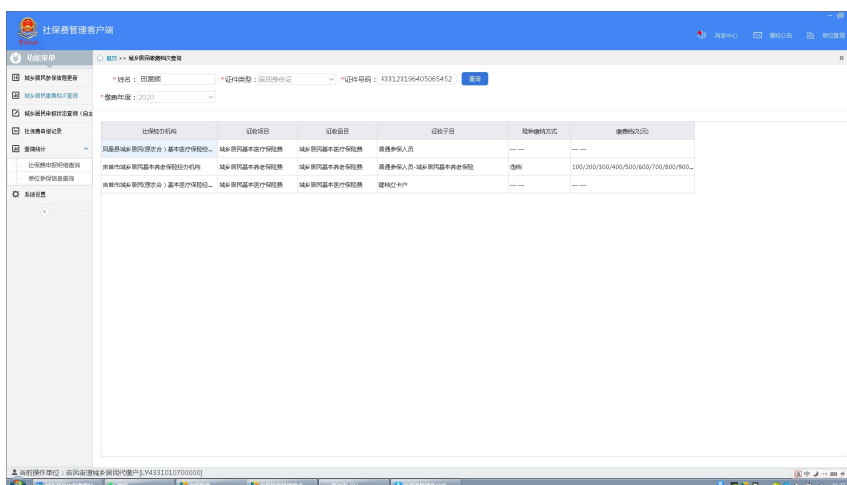 社保费管理客户端
消息中心 通知公告 单位管理
功能菜单
首页 >> 城乡居民缴费档次查询
城乡居民参保信息更新
*姓名： 田 *证件类型：居民身份证 *证件号码： 433123196405065452 查询
城乡居民缴费档次查询
*缴费年度：2020
城乡居民申报状态查询（自主
社保费申报记录
社保经办机构 征收项目 征收品目 征收子目 税种缴纳方式 缴费档次(元)
查询统计
凤凰县城乡居民(原农合）基本医疗保险经... 城乡居民基本医疗保险费 城乡居民基本医疗保险费 普通参保人员 — — — —
社保费申报明细查询
吉首市城乡居民基本养老保险经办机构 城乡居民基本养老保险费 城乡居民基本养老保险费 普通参保人员-城乡居民基本养老保险 选档 100/200/300/400/500/600/700/800/900...
单位参保信息查询
吉首市城乡居民(原农合）基本医疗保险经... 城乡居民基本医疗保险费 城乡居民基本医疗保险费 建档立卡户 — — — —
系统设置
当前操作单位：吉凤街道城乡居民代缴户[LY4331010700000]